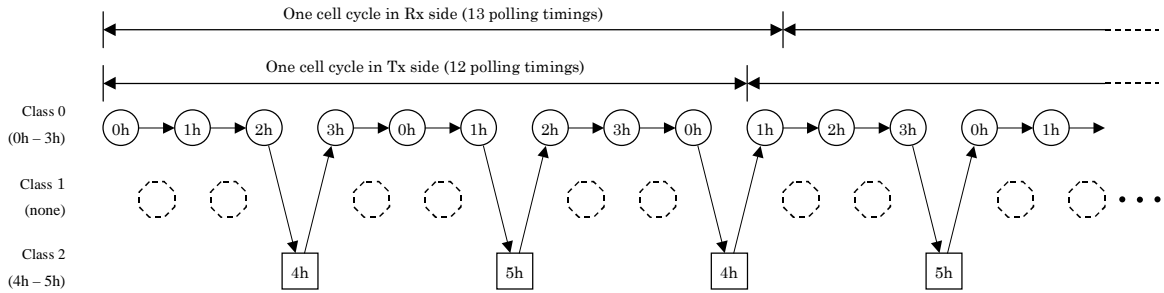 One cell cycle in Rx side (13 polling timings)
One cell cycle in Tx side (12 polling timings)
Class 0
(0h – 3h)
0h 1h 2h 3h 0h 1h 2h 3h 0h 1h 2h 3h 0h 1h
Class 1
(none)
Class 2
(4h – 5h)
4h 5h 4h 5h